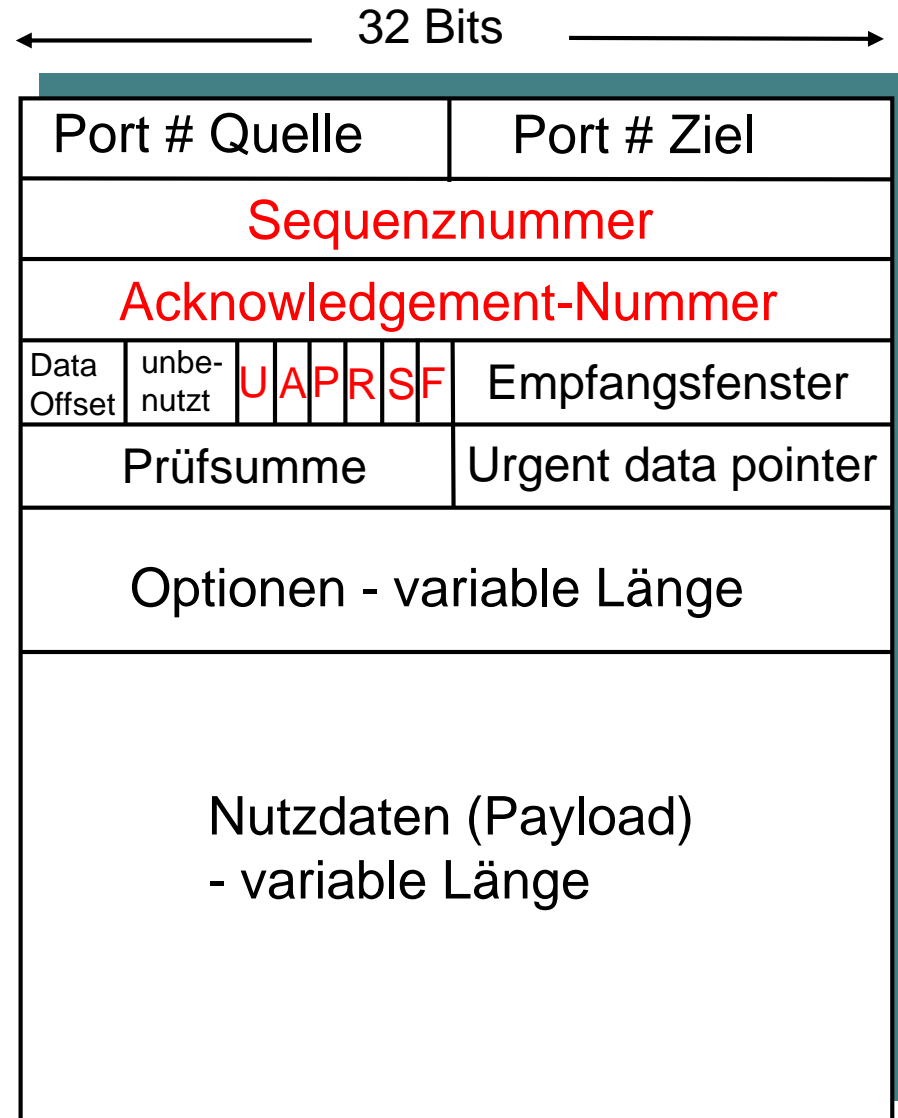 32 Bits
Port # Quelle
Port # Ziel
Sequenznummer
Acknowledgement-Nummer
Data
Offset
unbe-
nutzt
U A P R S F
Empfangsfenster
Prüfsumme
Urgent data pointer
Optionen - variable Länge
Nutzdaten (Payload)
- variable Länge